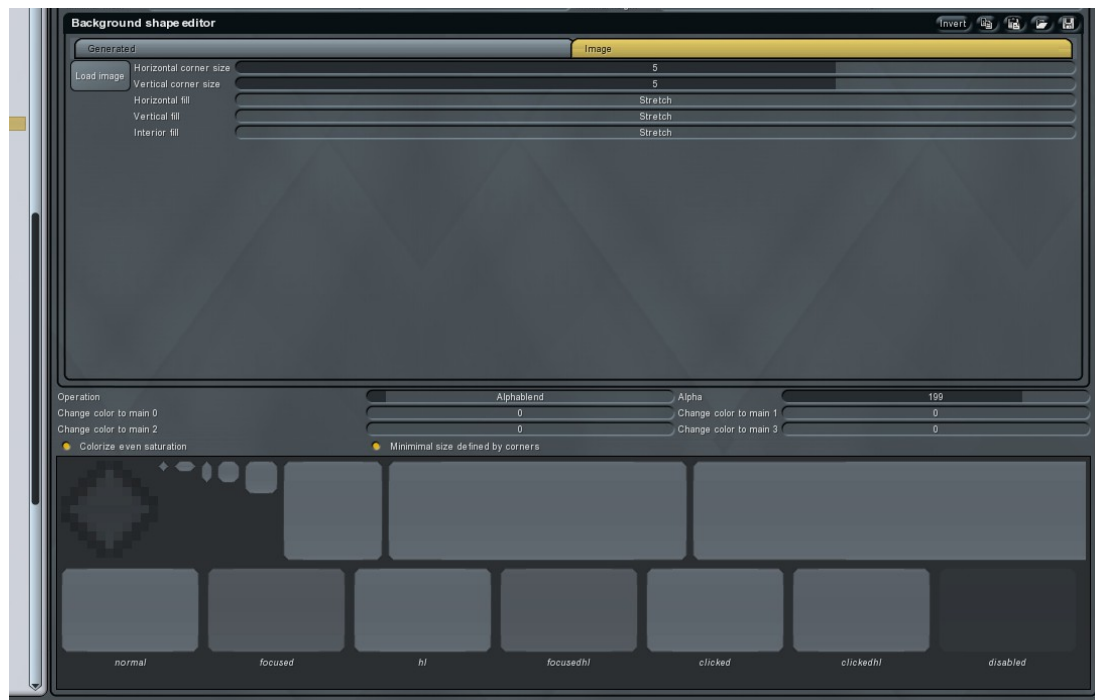 Background shape editor
Invert
Generated
Image
Load image
Horizontal corner size 5
Vertical corner size 5
Horizontal fill Stretch
Vertical fill Stretch
Interior fill Stretch
Operation Alphablend Alpha 199
Change color to main 0 0 Change color to main 1 0
Change color to main 2 0 Change color to main 3 0
Colorize even saturation Minimimal size defined by corners
normal focused hl focusedhl clicked clickedhl disabled